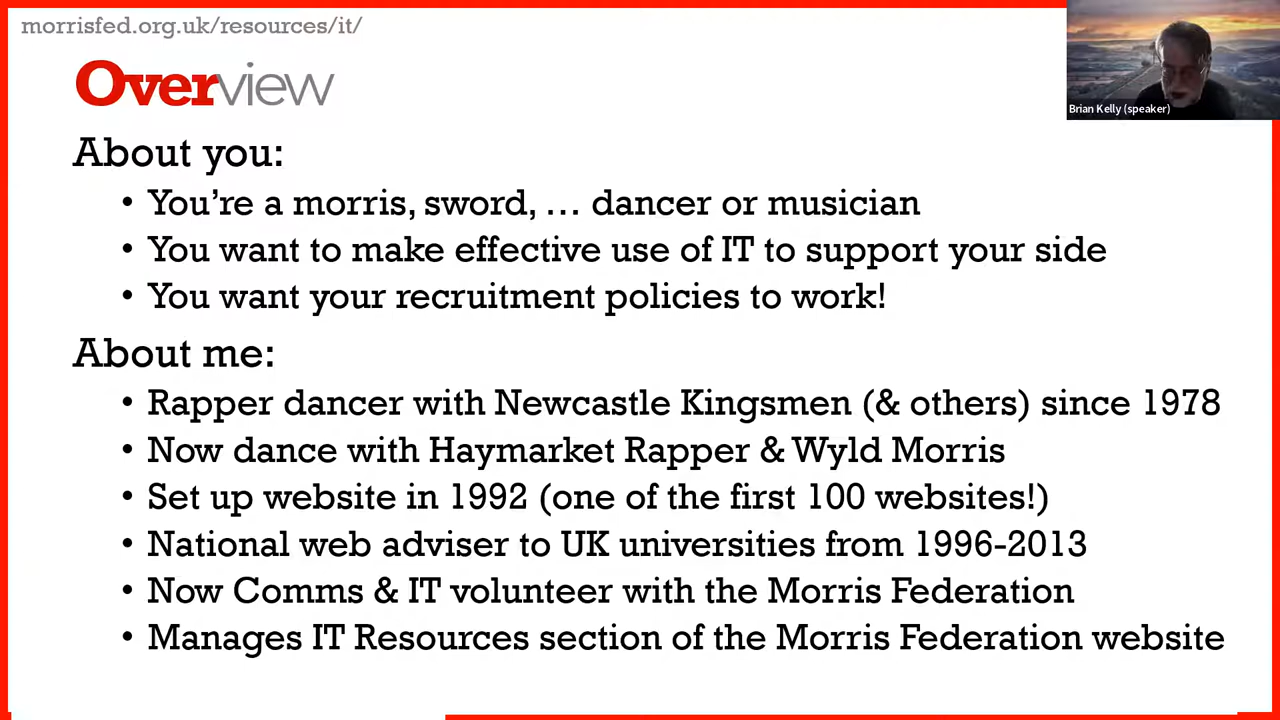 morrisfed.org.uk/resources/it/
Overview
Brian Kelly (speaker)
About you:
• You’re a morris, sword, … dancer or musician
• You want to make effective use of IT to support your side
• You want your recruitment policies to work!
About me:
• Rapper dancer with Newcastle Kingsmen (& others) since 1978
• Now dance with Haymarket Rapper & Wyld Morris
• Set up website in 1992 (one of the first 100 websites!)
• National web adviser to UK universities from 1996-2013
• Now Comms & IT volunteer with the Morris Federation
• Manages IT Resources section of the Morris Federation website